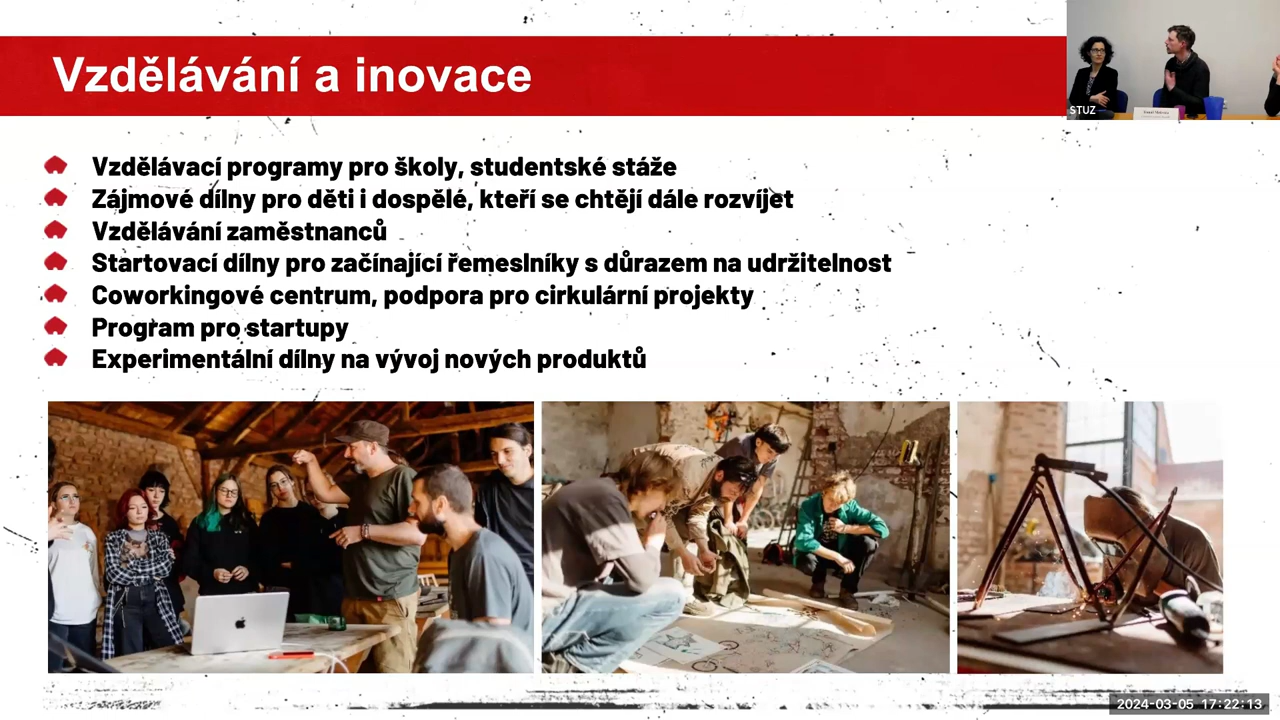 Vzdělávání a inovace
STUZ
Vzdělávací programy pro školy, studentské stáže
Zájmové dílny pro děti i dospělé, kteří se chtějí dále rozvíjet
Vzdělávání zaměstnanců
Startovací dílny pro začínající řemeslníky s důrazem na udržitelnost
Coworkingové centrum, podpora pro cirkulární projekty
Program pro startupy
Experimentální dílny na vývoj nových produktů
2024-03-05 17:22:13